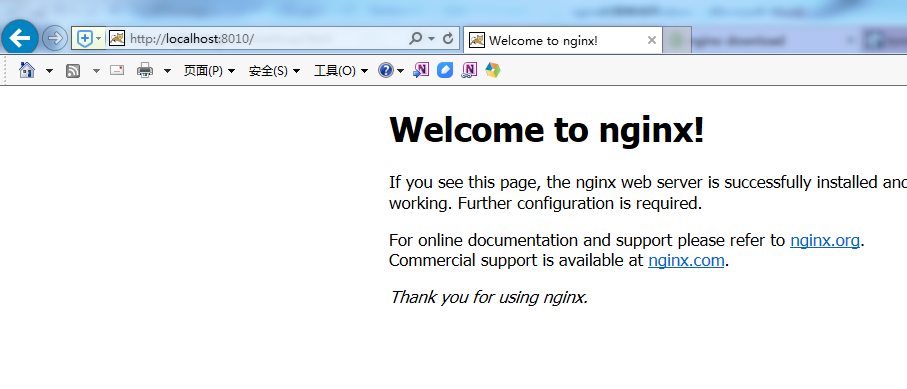 http://localhost:8010/
Welcome to nginx!
页面(P) 安全(S) 工具(O)
Welcome to nginx!
If you see this page, the nginx web server is successfully installed and
working. Further configuration is required.
For online documentation and support please refer to nginx.org.
Commercial support is available at nginx.com.
Thank you for using nginx.